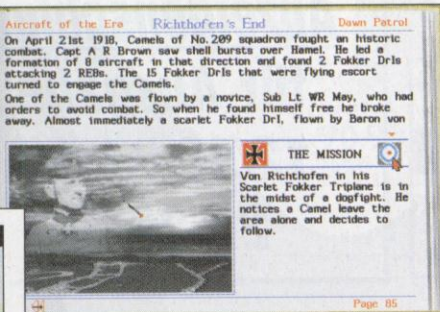 Aircraft of the Era Richthofen's End Dawn Patrol
On April 21st 1918, Camels of No.209 squadron fought an historic
combat. Capt A R Brown saw shell bursts over Hamel. He led a
formation of 8 aircraft in that direction and found 2 Fokker DrIs
attacking 2 RE8s. The 15 Fokker DrIs that were flying escort
turned to engage the Camels.
One of the Camels was flown by a novice, Sub Lt WR May, who had
orders to avoid combat. So when he found himself free he broke
away. Almost immediately a scarlet Fokker DrI, flown by Baron von
THE MISSION
Von Richthofen in his
Scarlet Fokker Triplane is in
the midst of a dogfight. He
notices a Camel leave the
area alone and decides to
follow.
Page 85